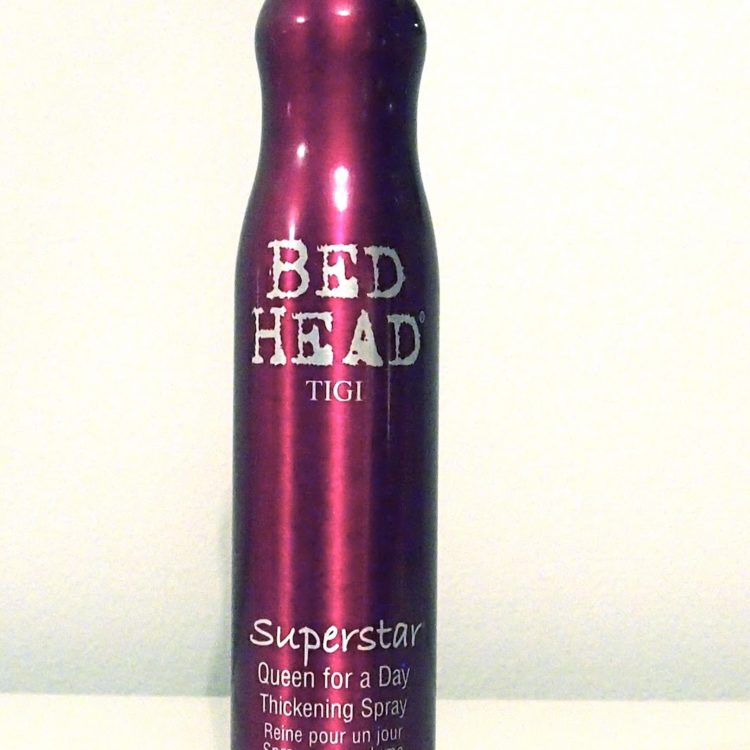 BED
HEAD®
TIGI
Superstar
Queen for a Day
Thickening Spray
Reine pour un jour